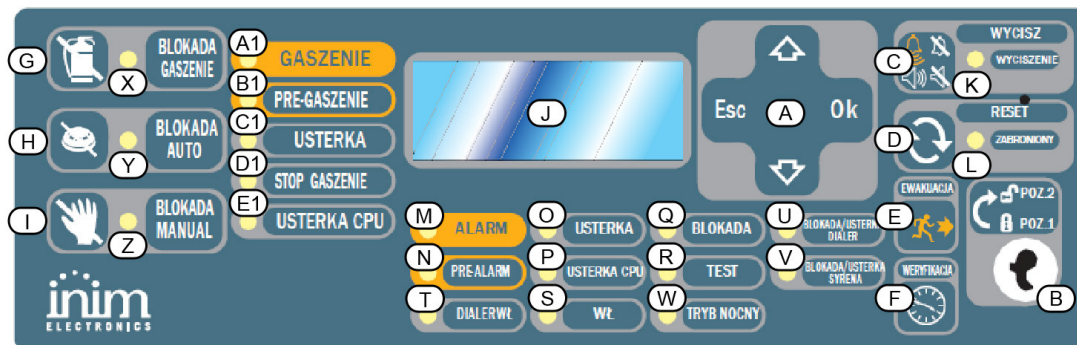 G
X
BLOKADA
GASZENIE
H
Y
BLOKADA
AUTO
I
Z
BLOKADA
MANUAL
inim
ELECTRONICS
A1
GASZENIE
B1
PRE-GASZENIE
C1
USTERKA
D1
STOP GASZENIE
E1
USTERKA CPU
J
Esc
A
Ok
M
ALARM
N
PRE-ALARM
T
DIALER WŁ.
O
USTERKA
P
USTERKA CPU
S
WŁ.
Q
BLOKADA
R
TEST
W
TRYB NOCNY
U
BLOKADA/USTERKA
DIALER
V
BLOKADA/USTERKA
SYRENA
C
WYCISZ
WYCISZENIE
K
D
RESET
ZABRONIONY
L
EWAKUACJA
E
WERYFIKACJA
F
POZ.2
POZ.1
B